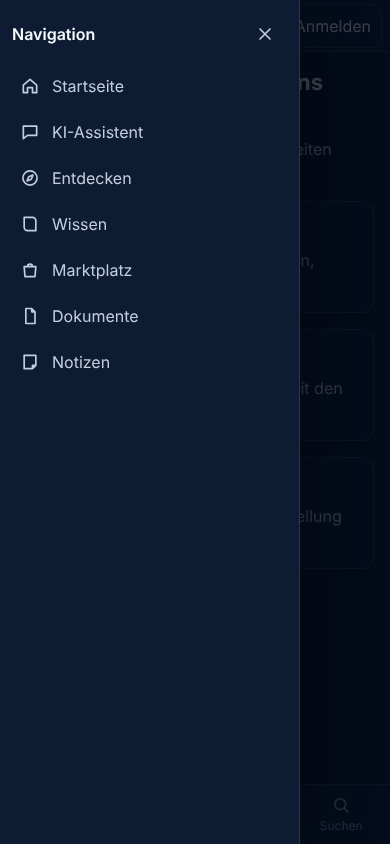 Navigation
Anmelden
Startseite
KI-Assistent
Entdecken
Wissen
Marktplatz
Dokumente
Notizen
Suchen